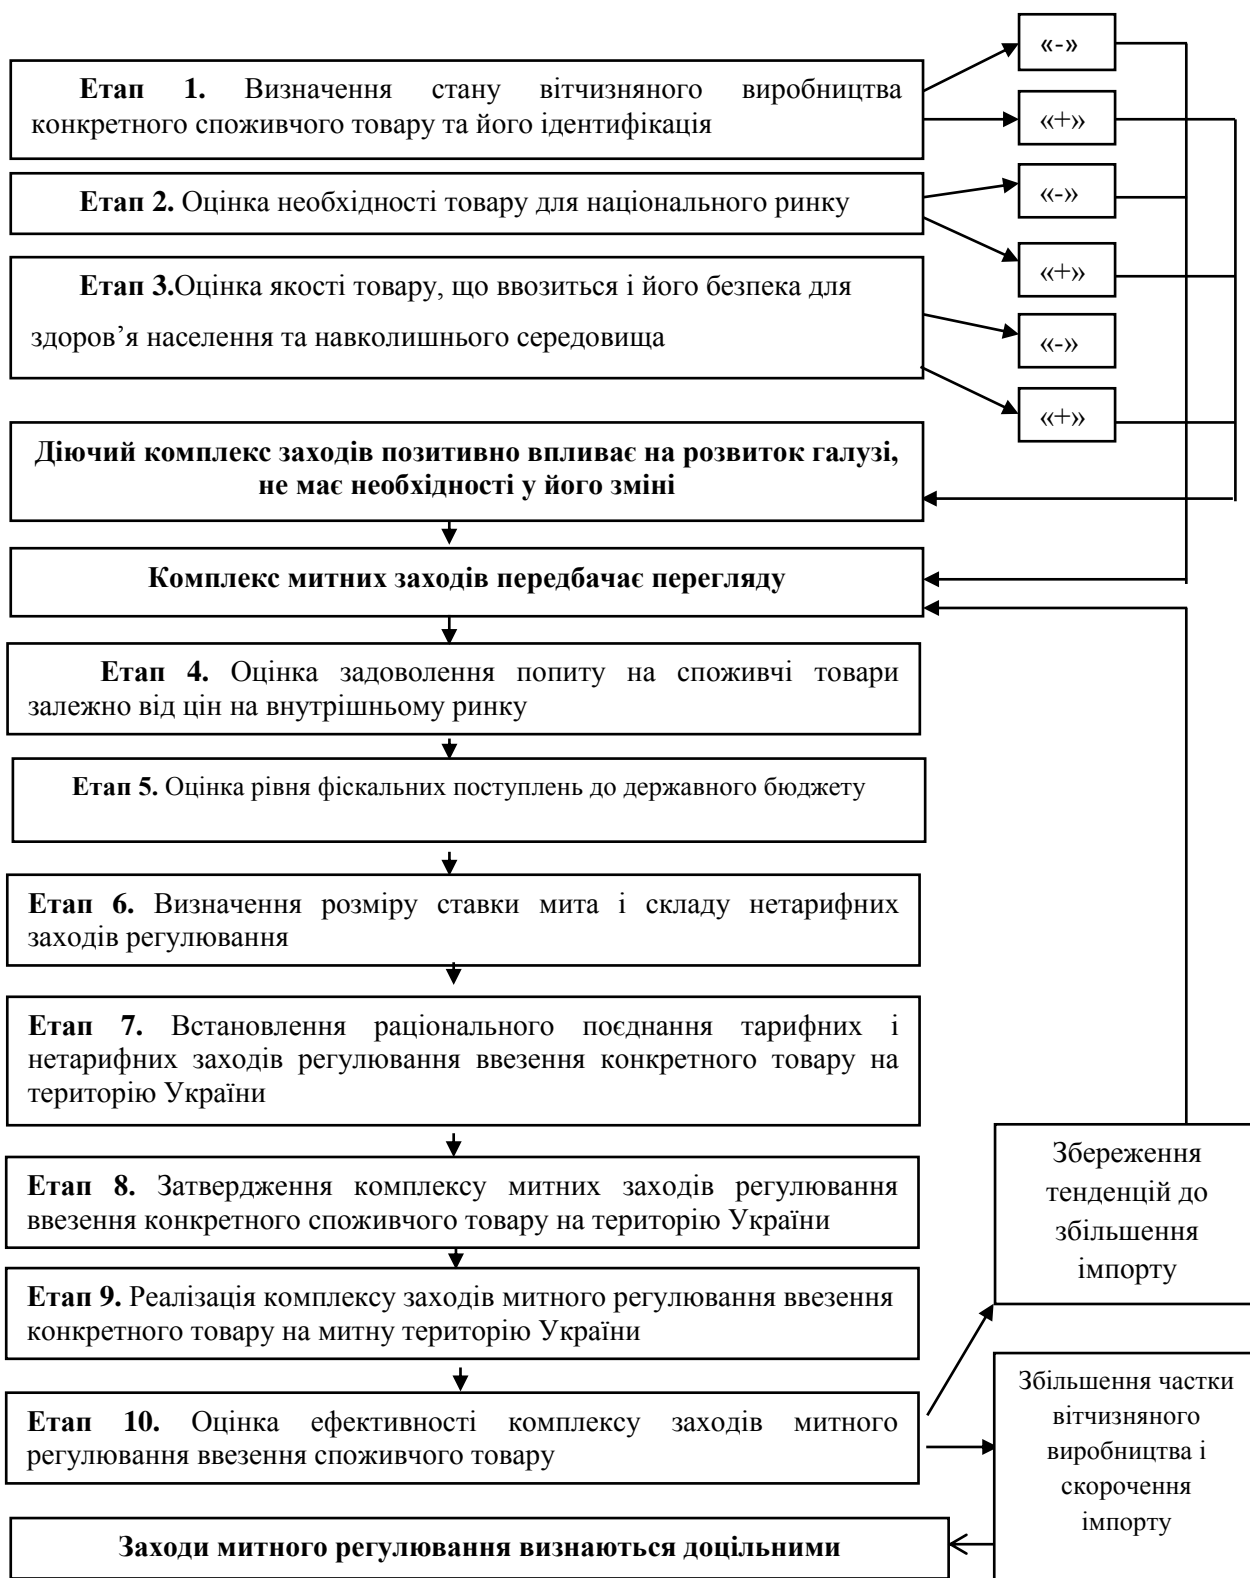 «-»
Етап 1. Визначення стану вітчизняного виробництва
конкретного споживчого товару та його ідентифікація
«+»
Етап 2. Оцінка необхідності товару для національного ринку
«-»
«+»
Етап 3.Оцінка якості товару, що ввозиться і його безпека для
здоров’я населення та навколишнього середовища
«-»
«+»
Діючий комплекс заходів позитивно впливає на розвиток галузі,
не має необхідності у його зміні
Комплекс митних заходів передбачає перегляду
Етап 4. Оцінка задоволення попиту на споживчі товари
залежно від цін на внутрішньому ринку
Етап 5. Оцінка рівня фіскальних поступлень до державного бюджету
Етап 6. Визначення розміру ставки мита і складу нетарифних
заходів регулювання
Етап 7. Встановлення раціонального поєднання тарифних і
нетарифних заходів регулювання ввезення конкретного товару на
територію України
Етап 8. Затвердження комплексу митних заходів регулювання
ввезення конкретного споживчого товару на територію України
Збереження
тенденцій до
збільшення
імпорту
Етап 9. Реалізація комплексу заходів митного регулювання ввезення
конкретного товару на митну територію України
Етап 10. Оцінка ефективності комплексу заходів митного
регулювання ввезення споживчого товару
Збільшення частки
вітчизняного
виробництва і
скорочення
імпорту
Заходи митного регулювання визнаються доцільними